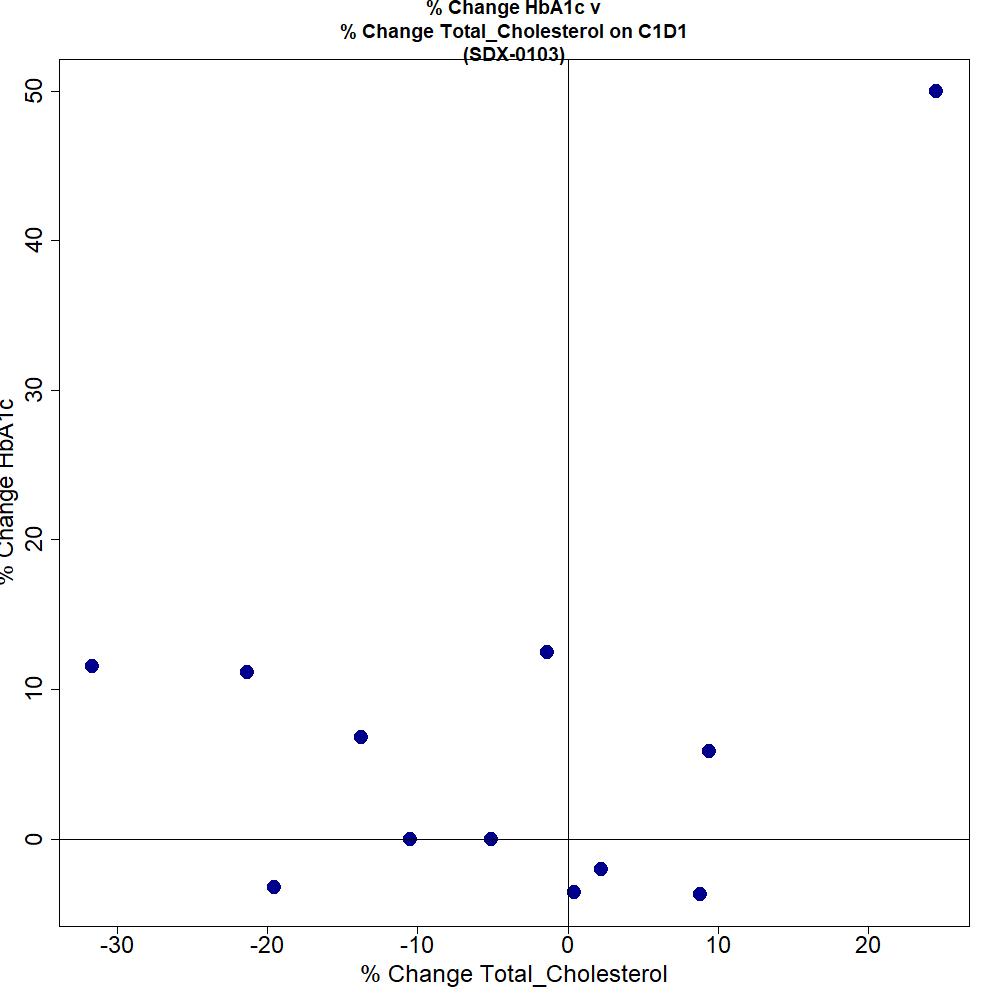 % Change HbA1c v
% Change Total_Cholesterol on C1D1
(SDX-0103)
50
40
30
20
10
0
% Change HbA1c
-30 -20 -10 0 10 20
% Change Total_Cholesterol